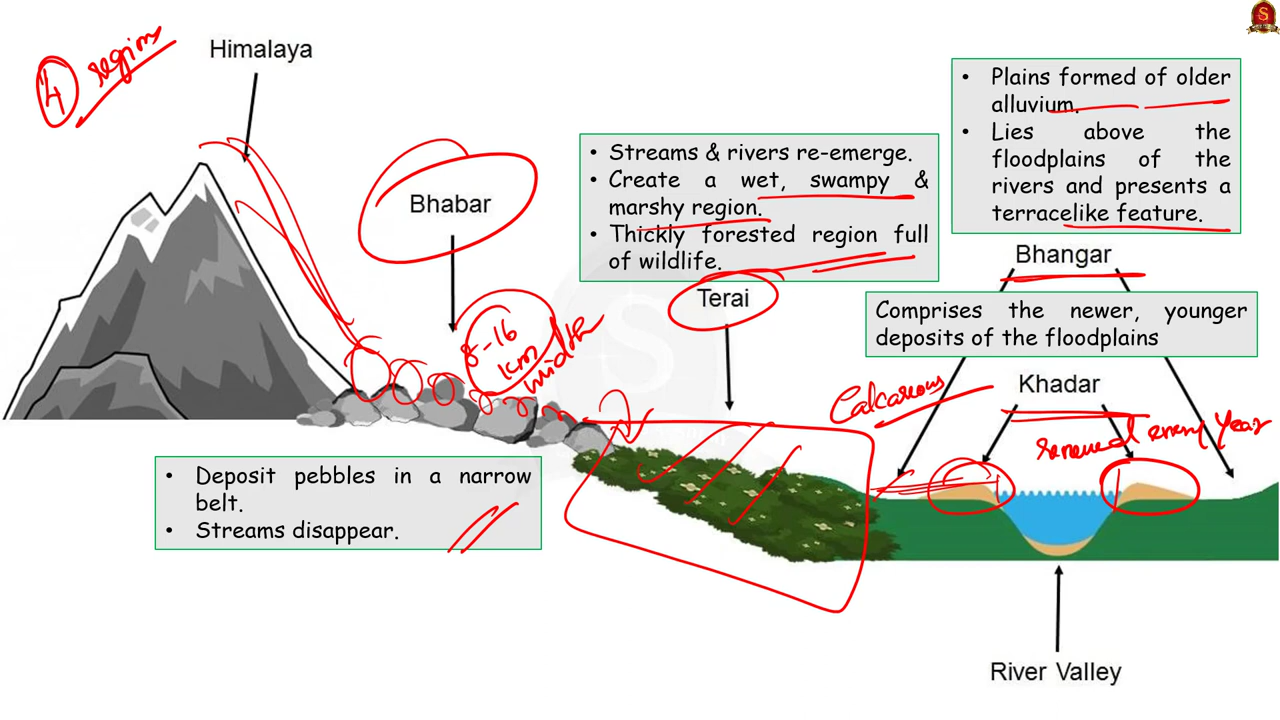 4 regions
Himalaya
Bhabar
8-16
km
width
• Deposit pebbles in a narrow
belt.
• Streams disappear.
• Streams & rivers re-emerge.
• Create a wet, swampy &
marshy region.
• Thickly forested region full
of wildlife.
Terai
• Plains formed of older
alluvium.
• Lies above the
floodplains of the
rivers and presents a
terracelike feature.
Bhangar
Comprises the newer, younger
deposits of the floodplains
Calcareous
Khadar
renewed every year
River Valley
S